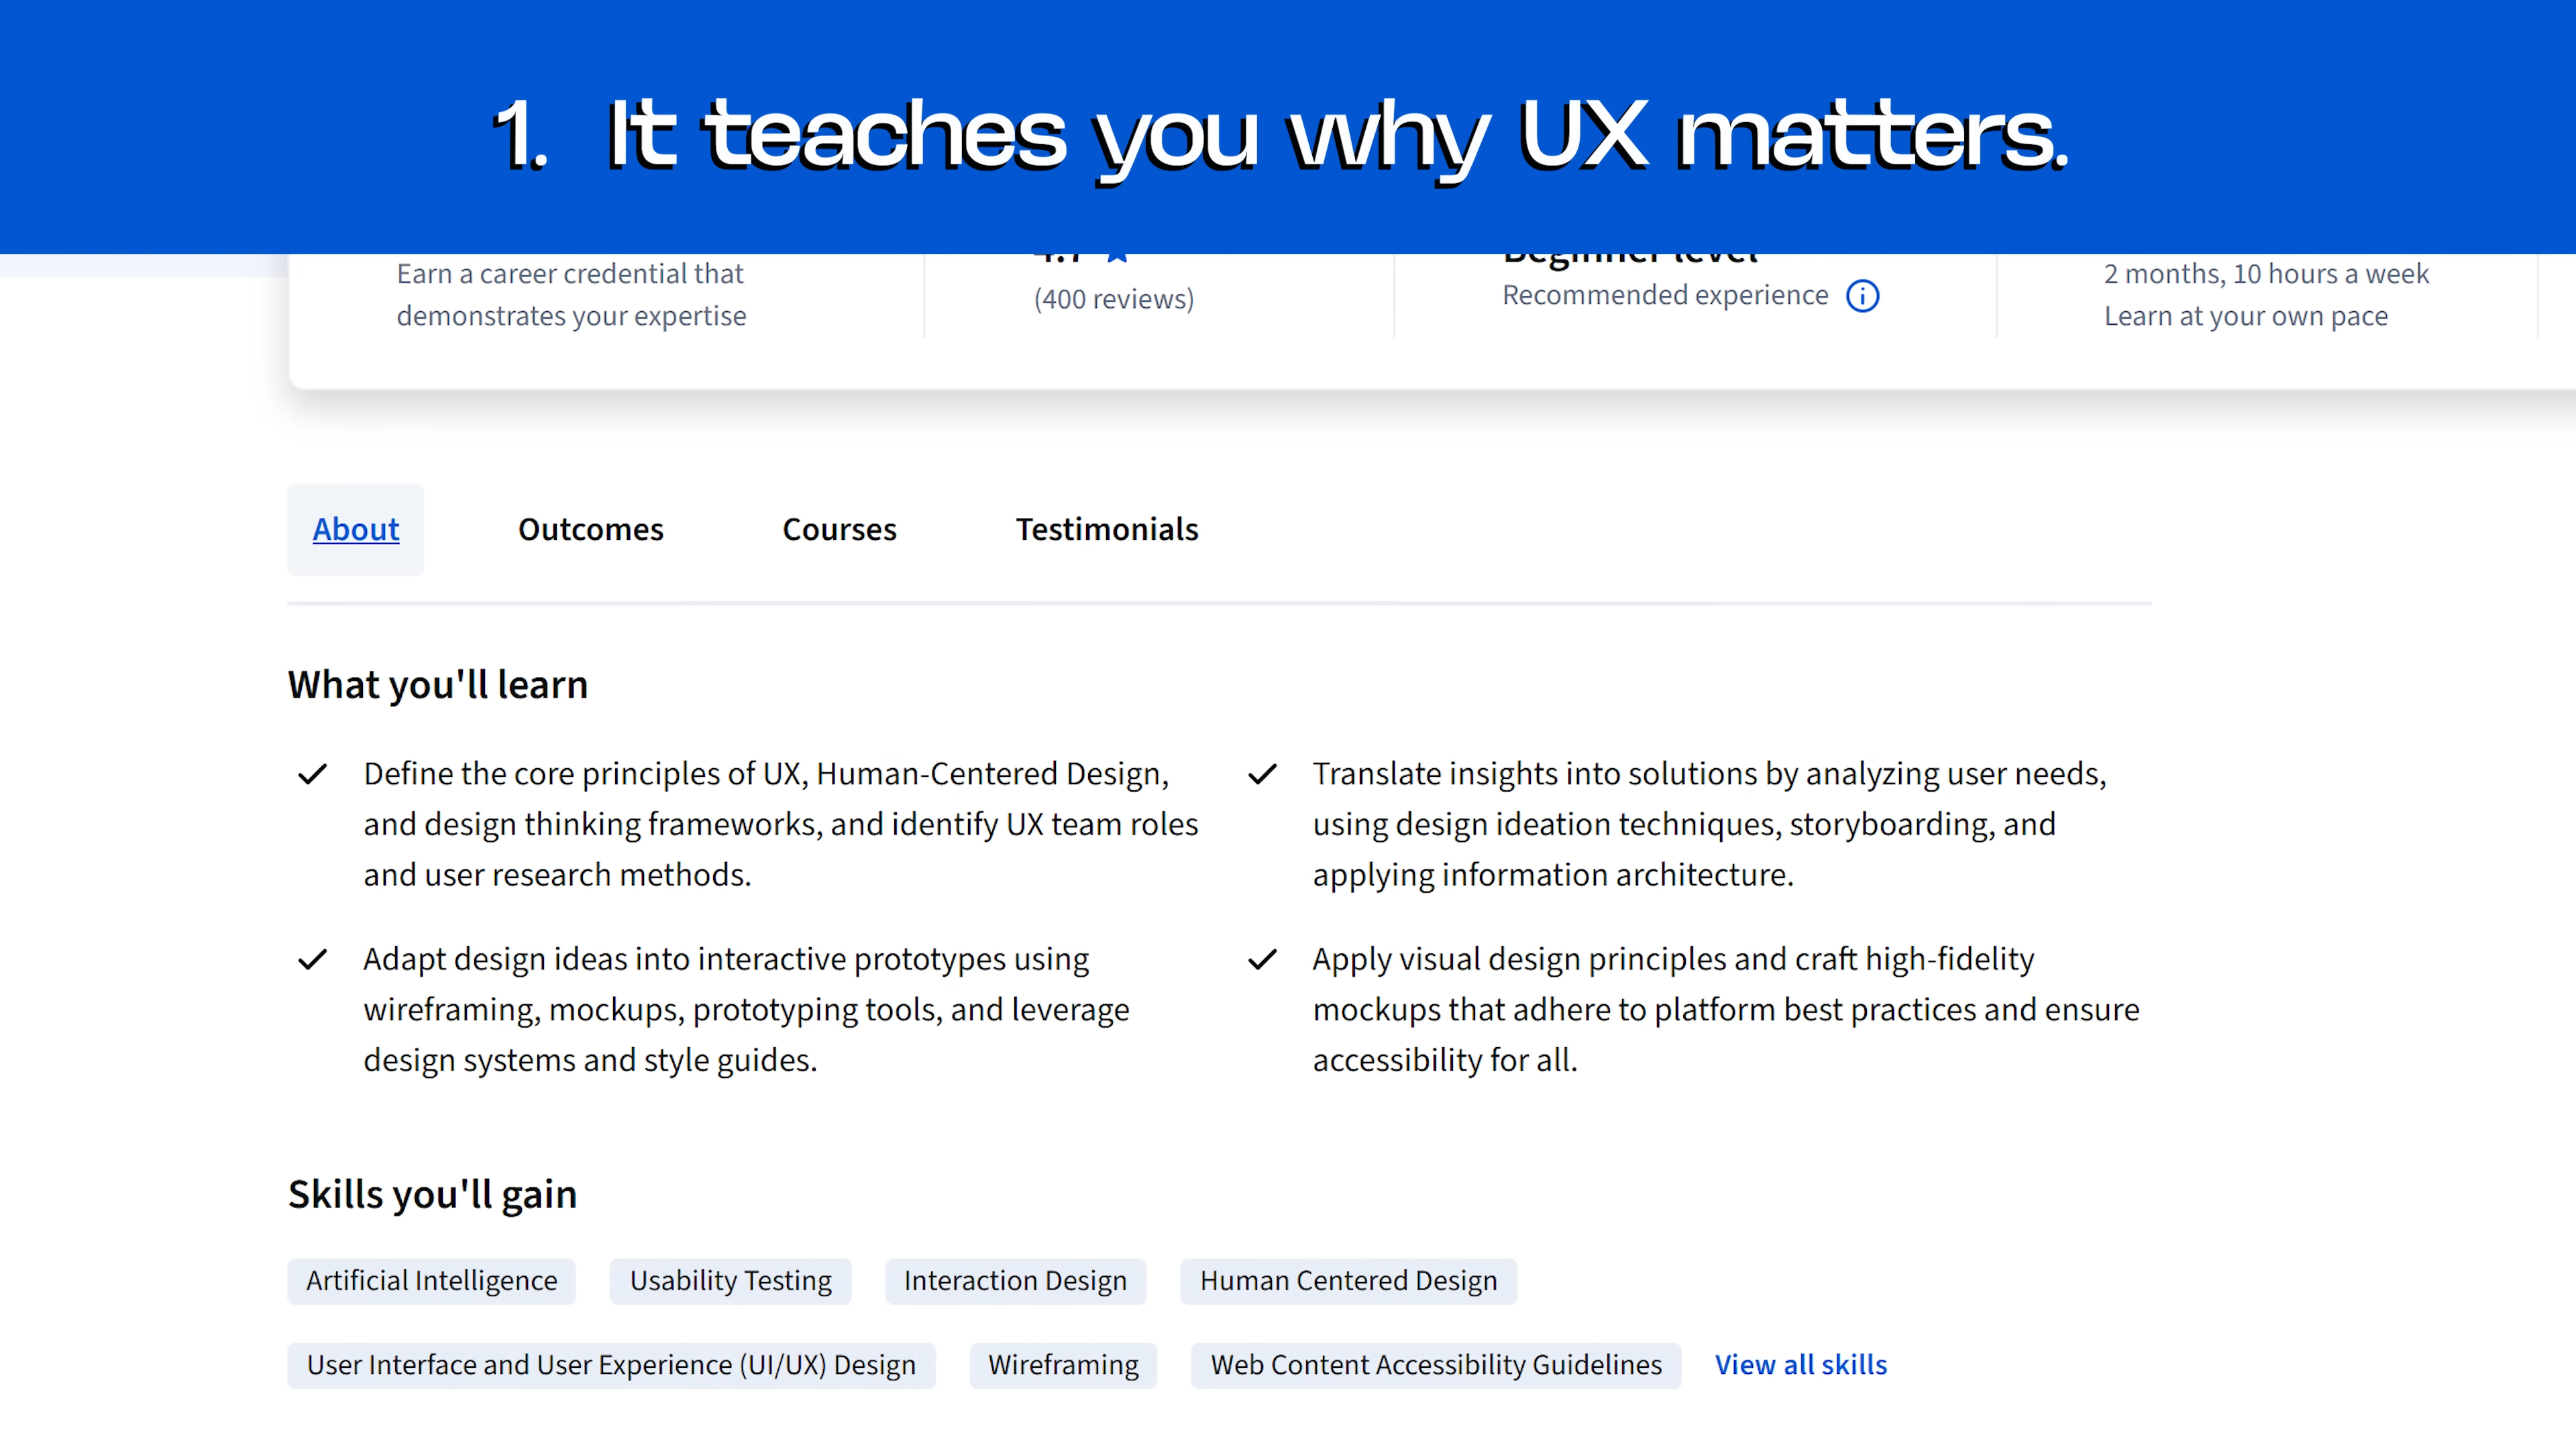 1. It teaches you why UX matters.
4.7
Beginner level
Earn a career credential that
demonstrates your expertise
(400 reviews)
Recommended experience
2 months, 10 hours a week
Learn at your own pace
About
Outcomes
Courses
Testimonials
What you'll learn
Define the core principles of UX, Human-Centered Design,
and design thinking frameworks, and identify UX team roles
and user research methods.
Translate insights into solutions by analyzing user needs,
using design ideation techniques, storyboarding, and
applying information architecture.
Adapt design ideas into interactive prototypes using
wireframing, mockups, prototyping tools, and leverage
design systems and style guides.
Apply visual design principles and craft high-fidelity
mockups that adhere to platform best practices and ensure
accessibility for all.
Skills you'll gain
Artificial Intelligence
Usability Testing
Interaction Design
Human Centered Design
User Interface and User Experience (UI/UX) Design
Wireframing
Web Content Accessibility Guidelines
View all skills